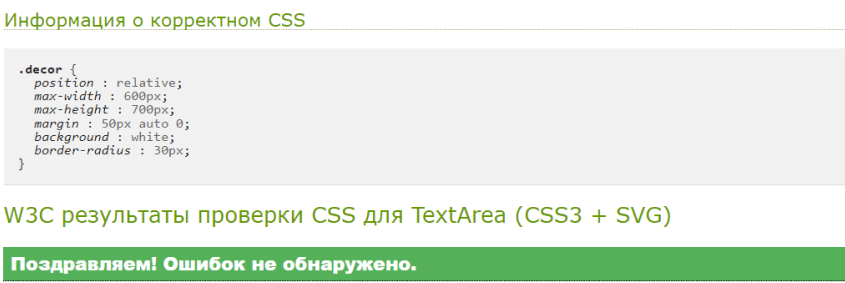 Информация о корректном CSS
.decor {
position : relative;
max-width : 600px;
max-height : 700px;
margin : 50px auto 0;
background : white;
border-radius : 30px;
}
W3C результаты проверки CSS для TextArea (CSS3 + SVG)
Поздравляем! Ошибок не обнаружено.